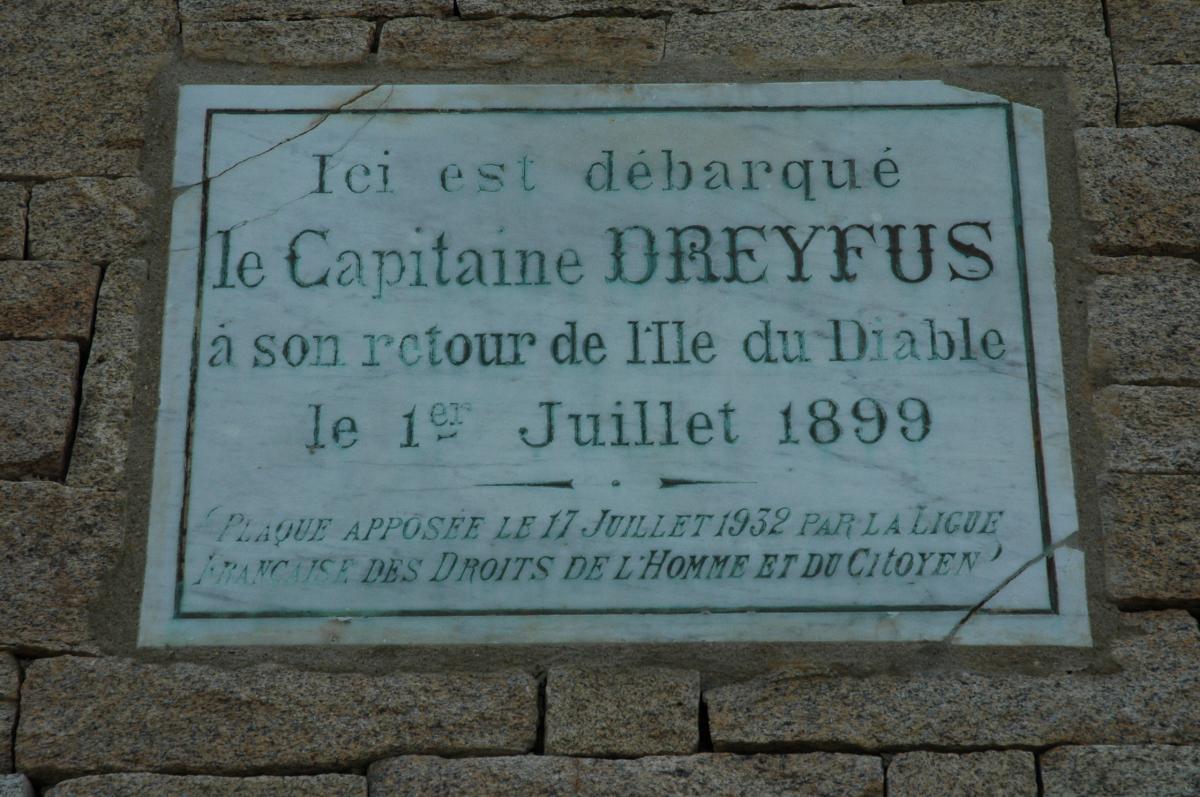 Ici est débarqué
le Capitaine DREYFUS
à son retour de l'Ile du Diable
le 1er Juillet 1899
(PLAQUE APPOSÉE LE 17 JUILLET 1932 PAR LA LIGUE
FRANÇAISE DES DROITS DE L'HOMME ET DU CITOYEN)